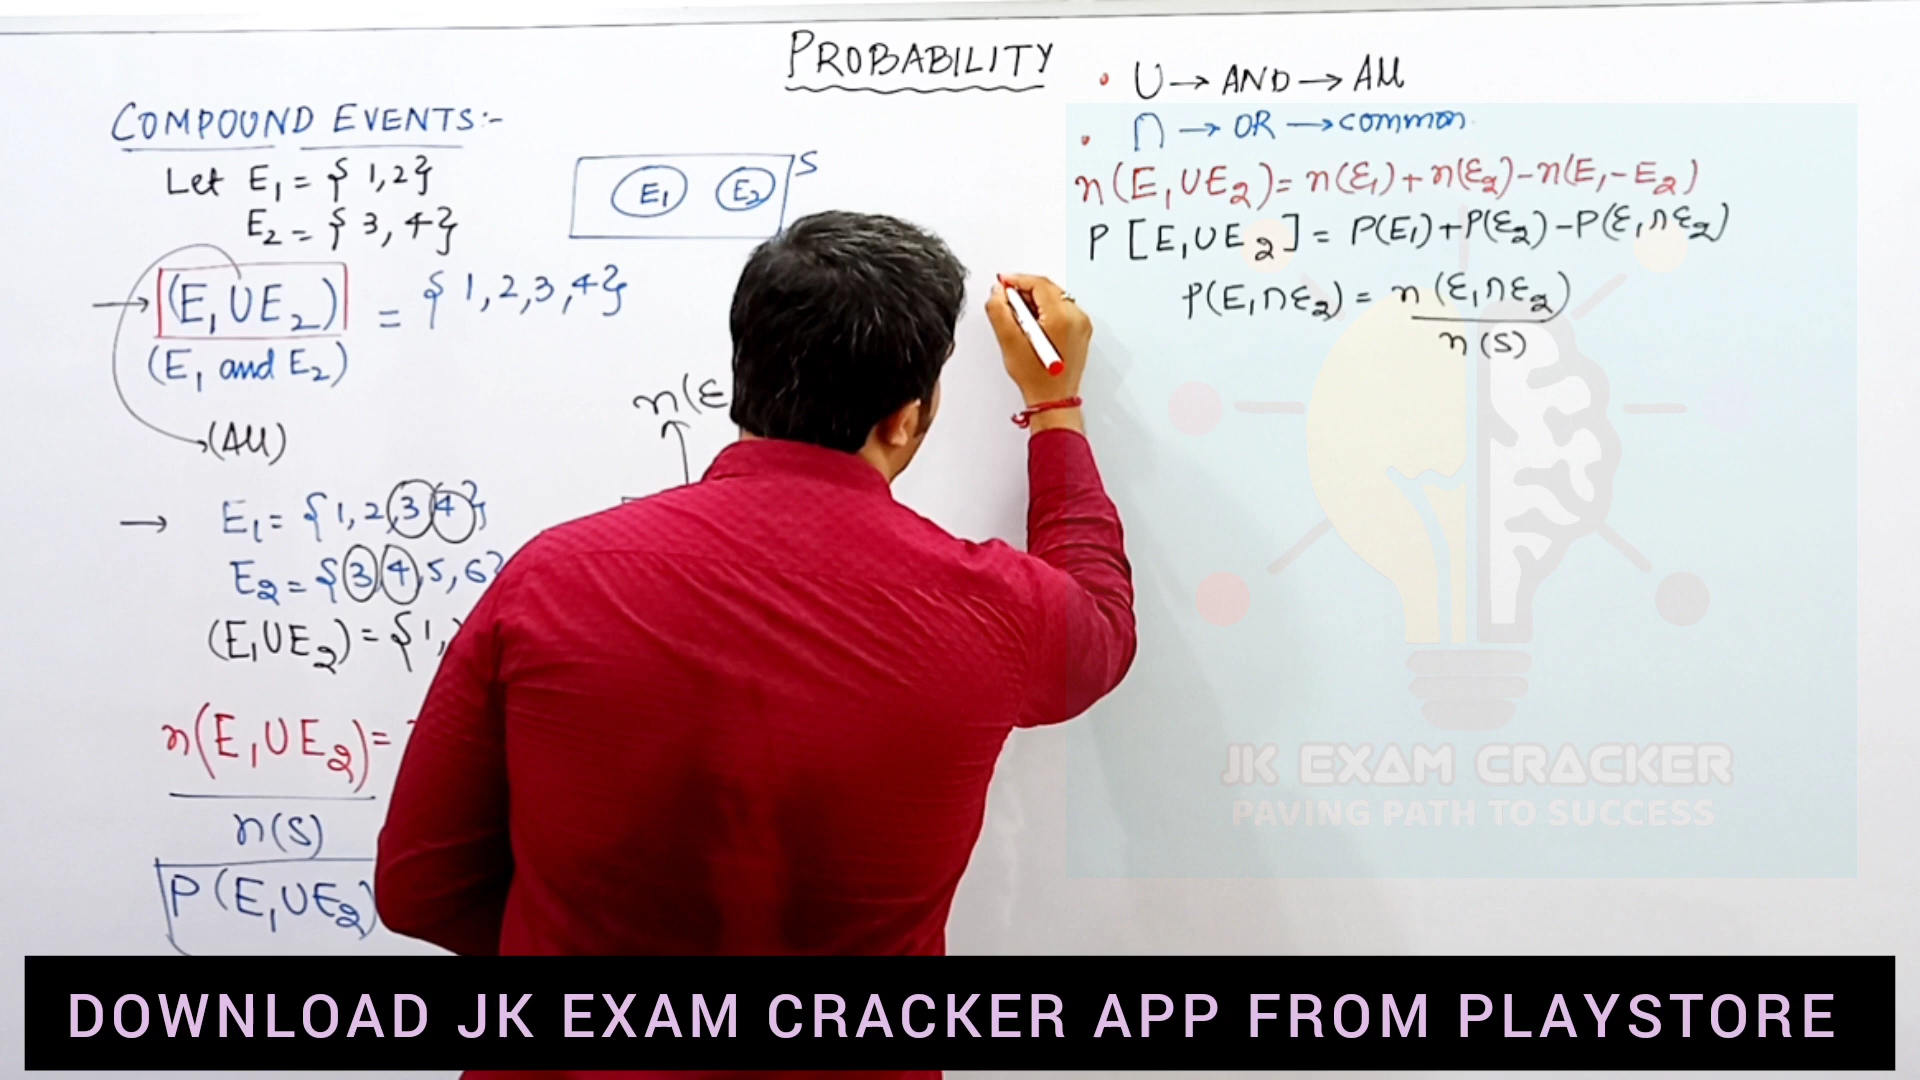 PROBABILITY
COMPOUND EVENTS:-
Let E₁ = { 1,2}
E₂ = { 3, 4}
E₁ E₂ S
(E₁UE₂) = { 1,2,3,4}
(E₁ and E₂)
(All)
n(E
→ E₁= {1,2,3,4}
E₂= {3,4,5,6}
(E₁UE₂)={1,
n(E₁UE₂)=
n(S)
P(E₁UE₂)
• U → AND → All
• ∩ → OR → common
n(E₁UE₂)= n(E₁)+n(E₂)-n(E₁-E₂)
P [E₁UE₂] = P(E₁)+P(E₂)-P(E₁∩E₂)
P(E₁∩E₂) = n(E₁∩E₂)
n(S)
JK EXAM CRACKER
PAVING PATH TO SUCCESS
DOWNLOAD JK EXAM CRACKER APP FROM PLAYSTORE